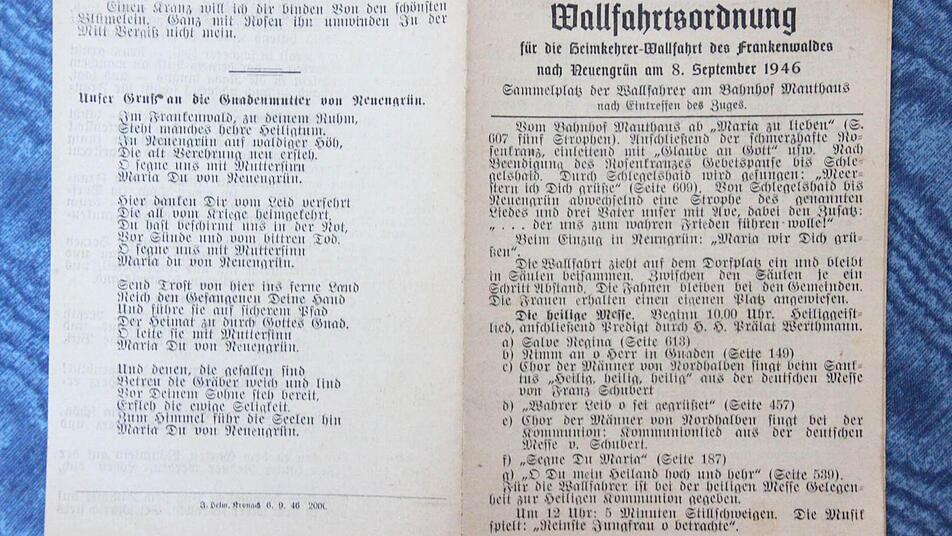 Einen Kranz will ich dir binden Von den schönsten
Blümelein. Ganz mit Rosen ihn umwinden In der
Mitt Vergiß nicht mein.
Unser Gruß an die Gnadenmutter von Neuengrün.
Im Frankenwald, zu deinem Ruhm,
Steht manches hehre Heiligtum.
In Neuengrün auf waldiger Höh,
Die alt Verehrung neu ersteh.
O segne uns mit Muttersinn
Maria Du von Neuengrün.
Hier danken Dir vom Leid versehrt
Die all vom Kriege heimgekehrt.
Du hast beschirmt uns in der Not,
Vor Sünde und vom bittren Tod.
O segne uns mit Muttersinn
Maria du von Neuengrün.
Send Trost von hier ins ferne Land
Reich den Gefangenen Deine Hand
Und führe sie auf sicherem Pfad
Der Heimat zu durch Gottes Gnad.
O leite sie mit Muttersinn
Maria Du von Neuengrün.
Und denen, die gefallen sind
Betreu die Gräber weich und lind
Vor Deinem Sohne steh bereit,
Ersleh die ewige Seligkeit.
Zum Himmel führ die Seelen hin
Maria Du von Neuengrün.
J. Helm. Kronach 6. 9. 46 2000.
Wallfahrtsordnung
für die Heimkehrer-Wallfahrt des Frankenwaldes
nach Neuengrün am 8. September 1946
Sammelplatz der Wallfahrer am Bahnhof Mauthaus
nach Eintreffen des Zuges.
Vom Bahnhof Mauthaus ab „Maria zu lieben“ (S.
607 fünf Strophen). Anschließend der schmerzhafte Ro-
senkranz, einleitend mit „Glaube an Gott“ usw. Nach
Beendigung des Rosenkranzes Gebetspause bis Schle-
gelshaid. Durch Schlegelshaid wird gesungen: „Meer-
stern ich Dich grüße“ (Seite 609). Von Schlegelshaid bis
Neuengrün abwechselnd eine Strophe des genannten
Liedes und drei Vater unser mit Ave, dabei den Zusatz:
„ . . . der uns zum wahren Frieden führen wolle!“
Beim Einzug in Neuengrün: „Maria wir Dich grü-
ßen“.
Die Wallfahrt zieht auf dem Dorfplatz ein und bleibt
in Säulen beisammen. Zwischen den Säulen je ein
Schritt Abstand. Die Fahnen bleiben bei den Gemeinden.
Die Frauen erhalten einen eigenen Platz angewiesen.
Die heilige Messe. Beginn 10.00 Uhr. Heiliggeist-
lied, anschließend Predigt durch H. H. Prälat Werthmann.
a) Salve Regina (Seite 613)
b) Nimm an o Herr in Gnaden (Seite 149)
c) Chor der Männer von Nordhalben singt beim Sank-
tus „Heilig, heilig, heilig“ aus der deutschen Messe
von Franz Schubert
d) „Wahrer Leib o sei gegrüßet“ (Seite 457)
e) Chor der Männer von Nordhalben singt bei der
Kommunion: Kommunionlied aus der deutschen
Messe v. Schubert.
f) „Segne Du Maria“ (Seite 187)
g) „O Du mein Heiland hoch und hehr“ (Seite 539).
Für die Wallfahrer ist bei der heiligen Messe Gelegen-
heit zur Heiligen Kommunion gegeben.
Um 12 Uhr: 5 Minuten Stillschweigen. Die Musik
spielt: „Reinste Jungfrau o betrachte“.